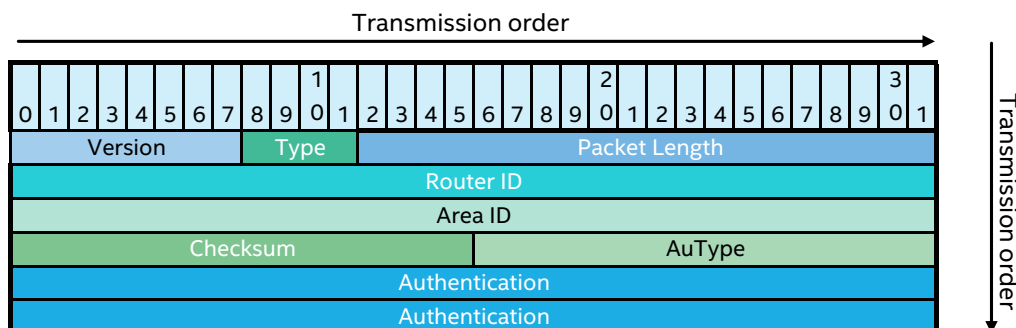 Transmission order
1 2 3
0 1 2 3 4 5 6 7 8 9 0 1 2 3 4 5 6 7 8 9 0 1 2 3 4 5 6 7 8 9 0 1
Version Type Packet Length
Router ID
Area ID
Checksum AuType
Authentication
Authentication
Transmission order